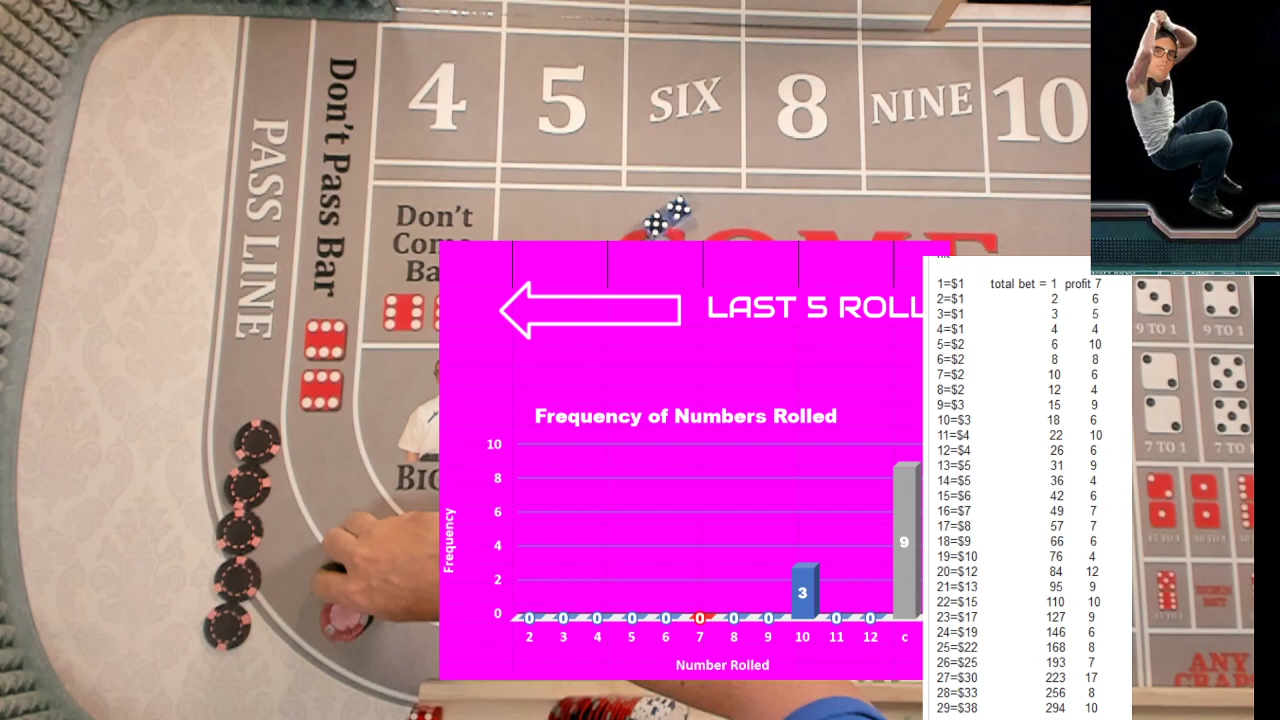 4 5 SIX 8 NINE 10
Don't Pass Bar
PASS LINE
Don't
Come
Ba
BIG
COME
LAST 5 ROLL
Frequency of Numbers Rolled
Frequency
10
8
6
4
2
0
9
3
0 0 0 0 0 0 0 0 0 0
2 3 4 5 6 7 8 9 10 11 12 c
Number Rolled
1=$1 total bet = 1 profit 7
2=$1 2 6
3=$1 3 5
4=$1 4 4
5=$2 6 10
6=$2 8 8
7=$2 10 6
8=$2 12 4
9=$3 15 9
10=$3 18 6
11=$4 22 10
12=$4 26 6
13=$5 31 9
14=$5 36 4
15=$6 42 6
16=$7 49 7
17=$8 57 7
18=$9 66 6
19=$10 76 4
20=$12 84 12
21=$13 95 9
22=$15 110 10
23=$17 127 9
24=$19 146 6
25=$22 168 8
26=$25 193 7
27=$30 223 17
28=$33 256 8
29=$38 294 10
9 TO 1 9 TO 1
7 TO 1 7 TO 1
15 TO 1 30 TO 1
HORN
BET
ANY
CRAPS